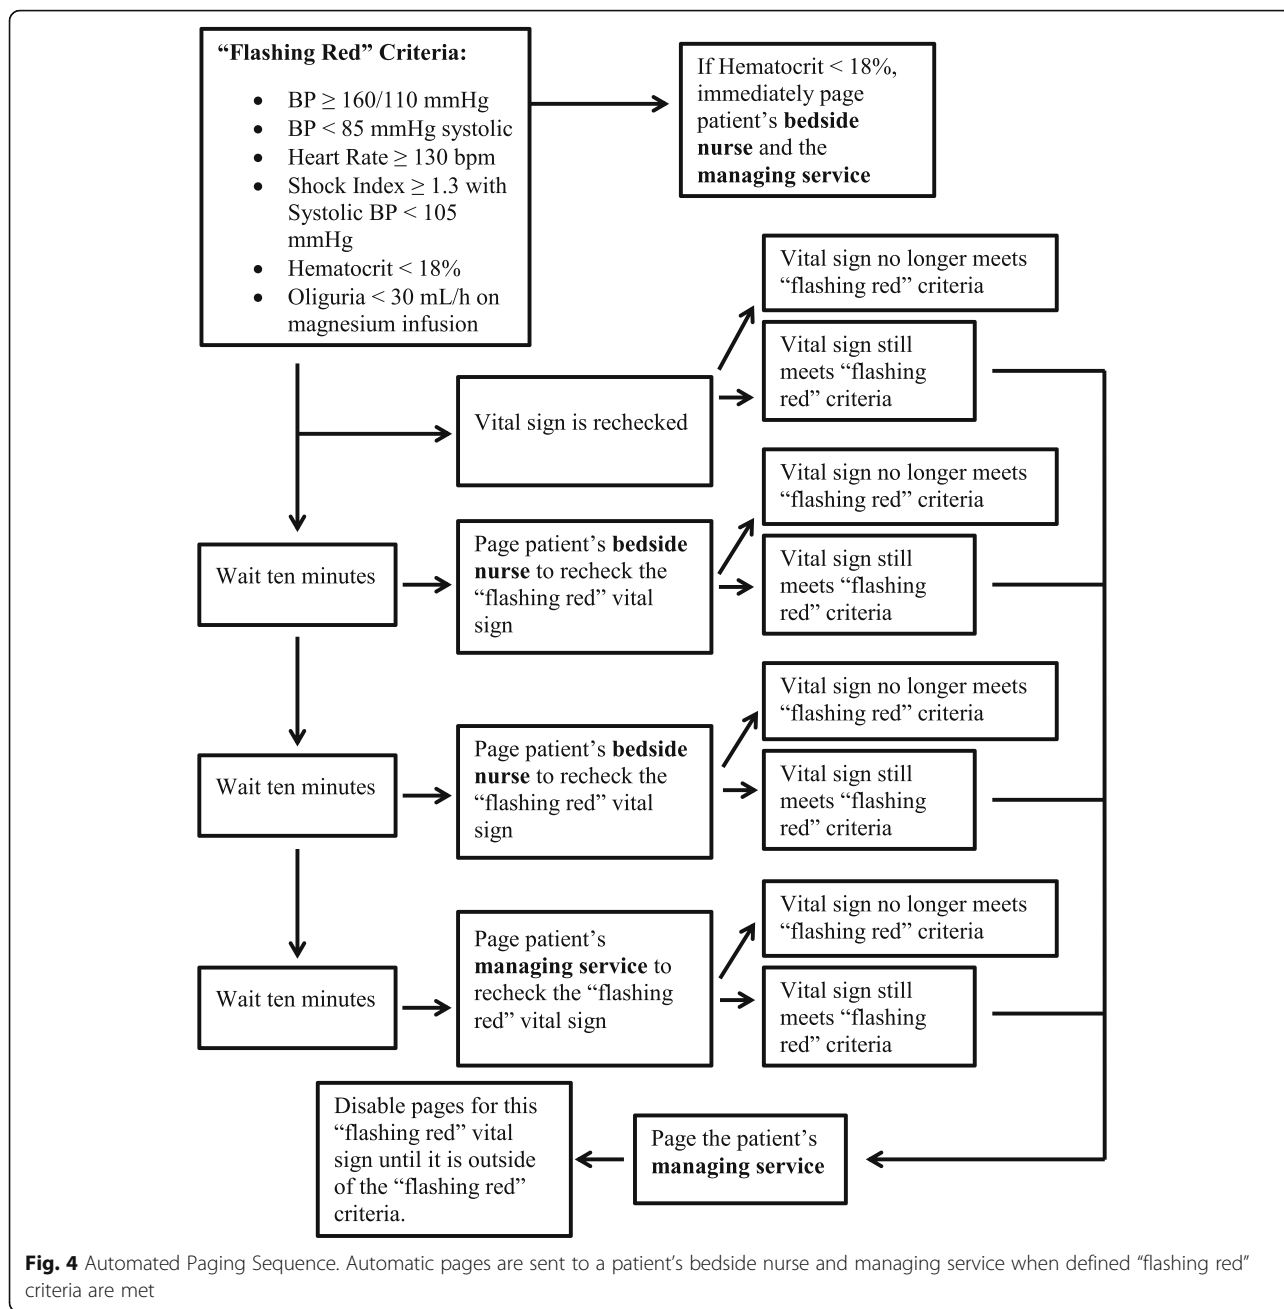 “Flashing Red” Criteria:
• BP ≥ 160/110 mmHg
• BP < 85 mmHg systolic
• Heart Rate ≥ 130 bpm
• Shock Index ≥ 1.3 with
Systolic BP < 105
mmHg
• Hematocrit < 18%
• Oliguria < 30 mL/h on
magnesium infusion
If Hematocrit < 18%,
immediately page
patient’s bedside
nurse and the
managing service
Vital sign is rechecked
Vital sign no longer meets
“flashing red” criteria
Vital sign still
meets “flashing
red” criteria
Wait ten minutes
Page patient’s bedside
nurse to recheck the
“flashing red” vital
sign
Vital sign no longer meets
“flashing red” criteria
Vital sign still
meets “flashing
red” criteria
Wait ten minutes
Page patient’s bedside
nurse to recheck the
“flashing red” vital
sign
Vital sign no longer meets
“flashing red” criteria
Vital sign still
meets “flashing
red” criteria
Wait ten minutes
Page patient’s
managing service to
recheck the “flashing
red” vital sign
Vital sign no longer meets
“flashing red” criteria
Vital sign still
meets “flashing
red” criteria
Page the patient’s
managing service
Disable pages for this
“flashing red” vital
sign until it is outside
of the “flashing red”
criteria.
Fig. 4 Automated Paging Sequence. Automatic pages are sent to a patient’s bedside nurse and managing service when defined “flashing red”
criteria are met